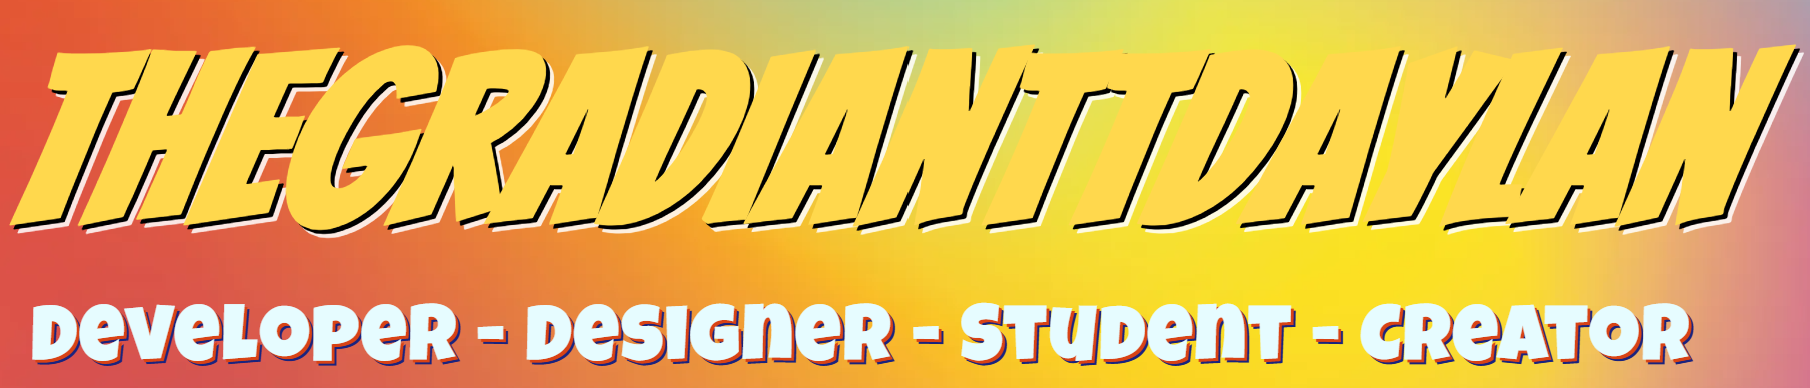 THEGRADIANTTDAYLAN
DEVELOPER - DESIGNER - STUDENT - CREATOR